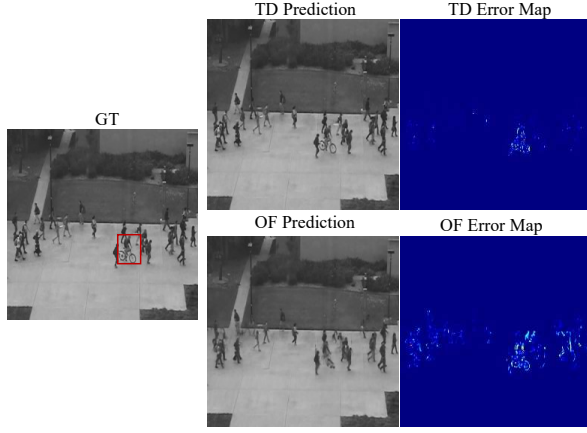 TD Prediction
TD Error Map
GT
OF Prediction
OF Error Map